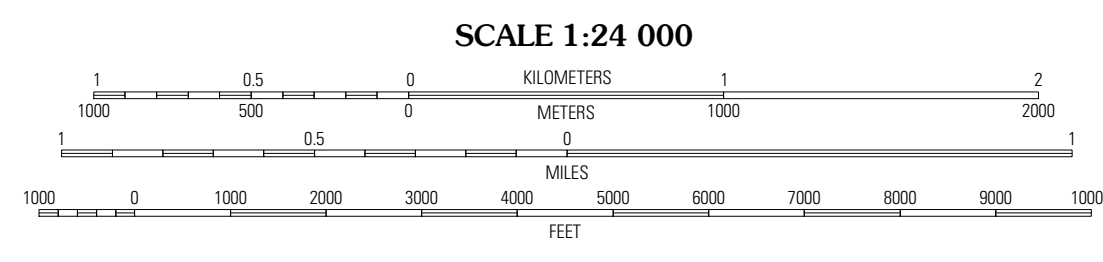 SCALE 1:24 000
1 0.5 0 KILOMETERS 1 2
1000 500 0 METERS 1000 2000
1 0.5 0 1
MILES
1000 0 1000 2000 3000 4000 5000 6000 7000 8000 9000 1000
FEET